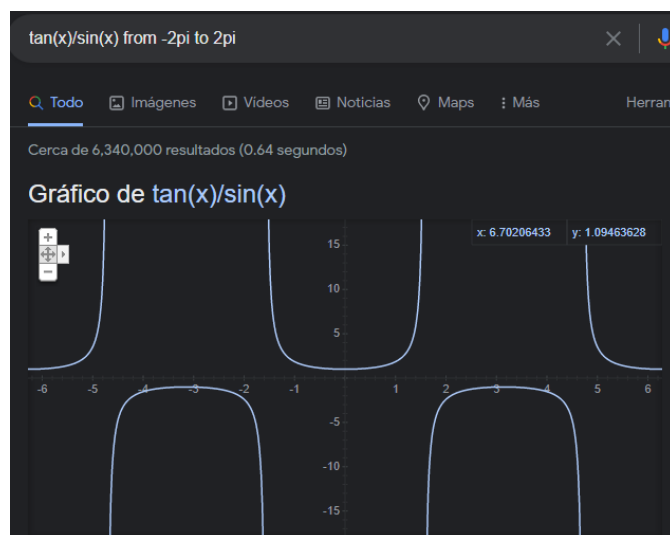 tan(x)/sin(x) from -2pi to 2pi
Todo Imágenes Vídeos Noticias Maps Más Herram
Cerca de 6,340,000 resultados (0.64 segundos)
Gráfico de tan(x)/sin(x)
x: 6.70206433 y: 1.09463628
15
10
5
-6 -5 -4 -3 -2 -1 1 2 3 4 5 6
-5
-10
-15